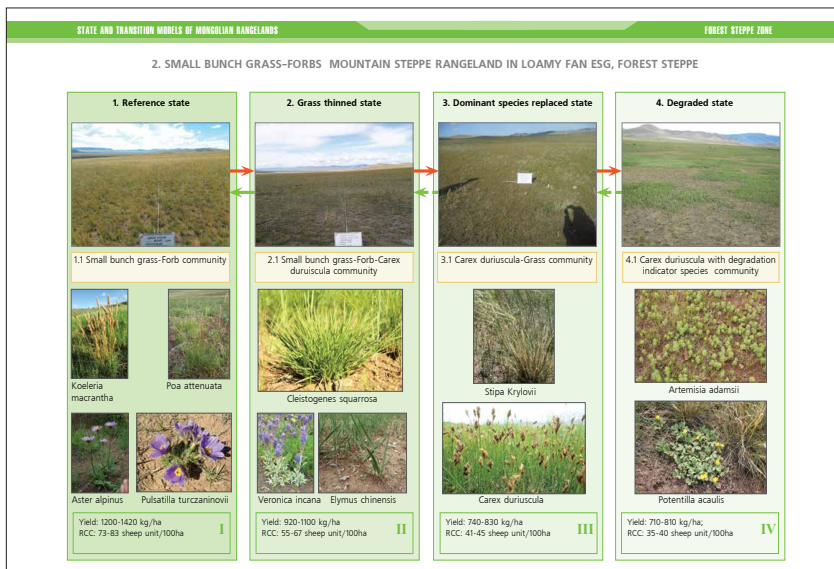 STATE AND TRANSITION MODELS OF MONGOLIAN RANGELANDS
FOREST STEPPE ZONE
2. SMALL BUNCH GRASS–FORBS MOUNTAIN STEPPE RANGELAND IN LOAMY FAN ESG, FOREST STEPPE
1. Reference state
1.1 Small bunch grass-Forb community
Koeleria
macrantha
Poa attenuata
Aster alpinus
Pulsatilla turczaninovii
Yield: 1200-1420 kg/ha
RCC: 73-83 sheep unit/100ha
I
2. Grass thinned state
2.1 Small bunch grass-Forb-Carex
duruiscula community
Cleistogenes squarrosa
Veronica incana
Elymus chinensis
Yield: 920-1100 kg/ha
RCC: 55-67 sheep unit/100ha
II
3. Dominant species replaced state
3.1 Carex duriuscula-Grass community
Stipa Krylovii
Carex duriuscula
Yield: 740-830 kg/ha
RCC: 41-45 sheep unit/100ha
III
4. Degraded state
4.1 Carex duriuscula with degradation
indicator species community
Artemisia adamsii
Potentilla acaulis
Yield: 710-810 kg/ha;
RCC: 35-40 sheep unit/100ha
IV